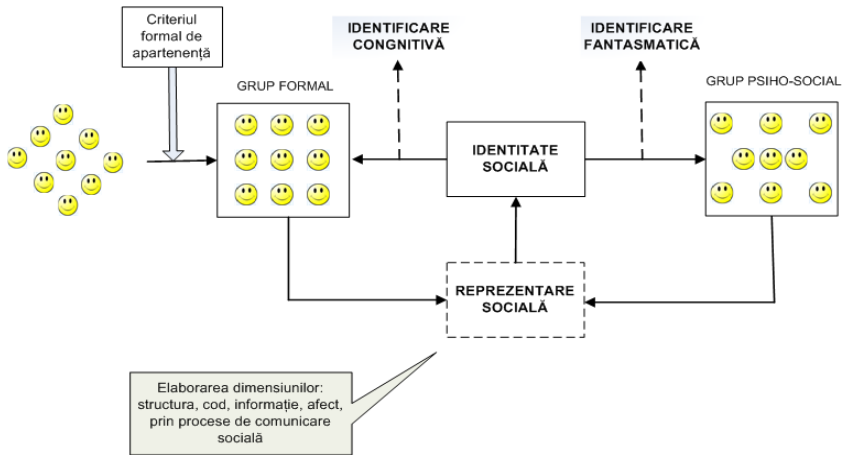 Criteriul
formal de
apartenență
IDENTIFICARE
CONGNITIVĂ
IDENTIFICARE
FANTASMATICĂ
GRUP FORMAL
GRUP PSIHO-SOCIAL
IDENTITATE
SOCIALĂ
REPREZENTARE
SOCIALĂ
Elaborarea dimensiunilor:
structura, cod, informație, afect,
prin procese de comunicare
socială